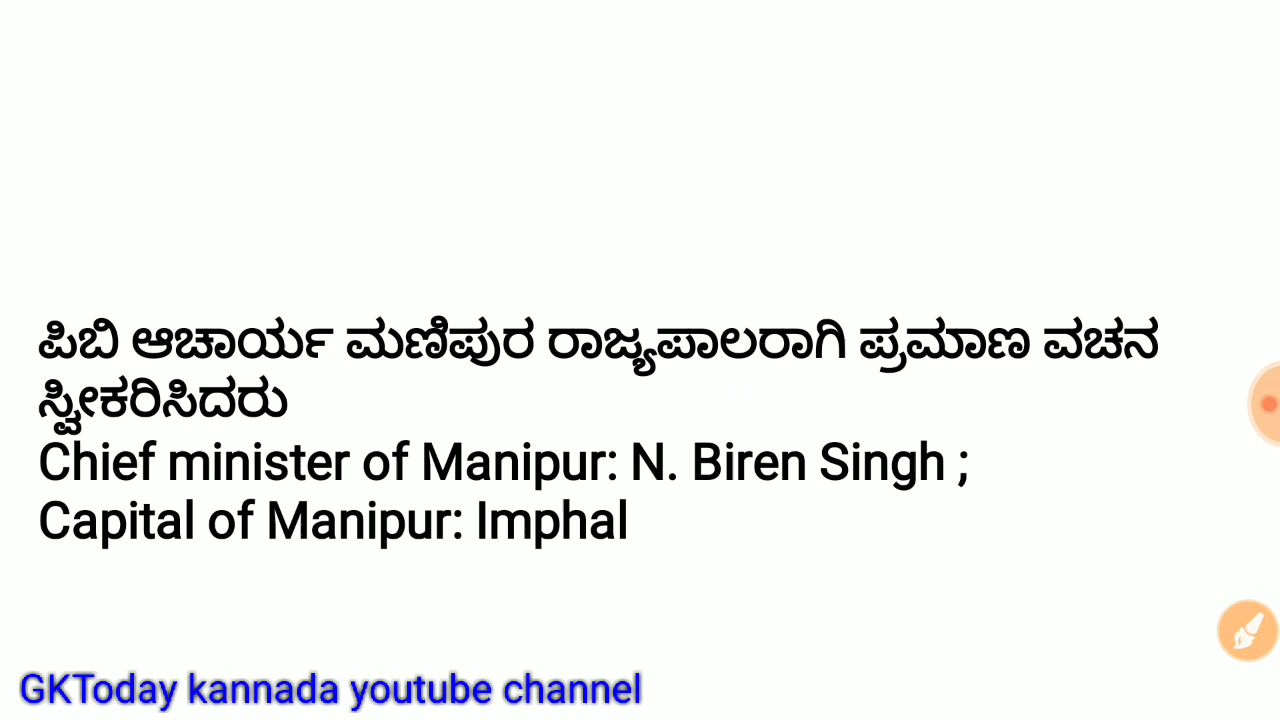 ಪಿಬಿ ಆಚಾರ್ಯ ಮಣಿಪುರ ರಾಜ್ಯಪಾಲರಾಗಿ ಪ್ರಮಾಣ ವಚನ
ಸ್ವೀಕರಿಸಿದರು
Chief minister of Manipur: N. Biren Singh ;
Capital of Manipur: Imphal
GKToday kannada youtube channel